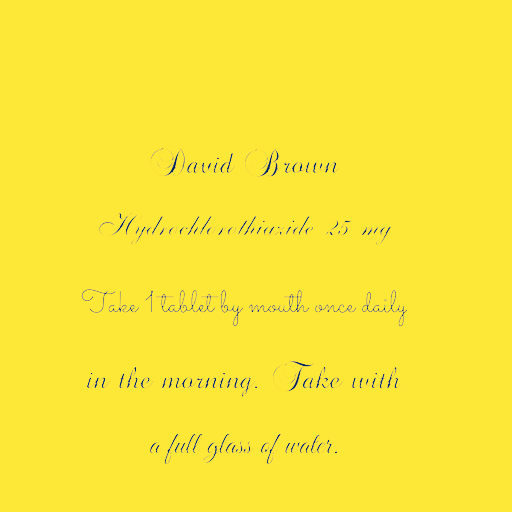 David Brown
Hydrochlorothiazide 25 mg
Take 1 tablet by mouth once daily
in the morning. Take with
a full glass of water.